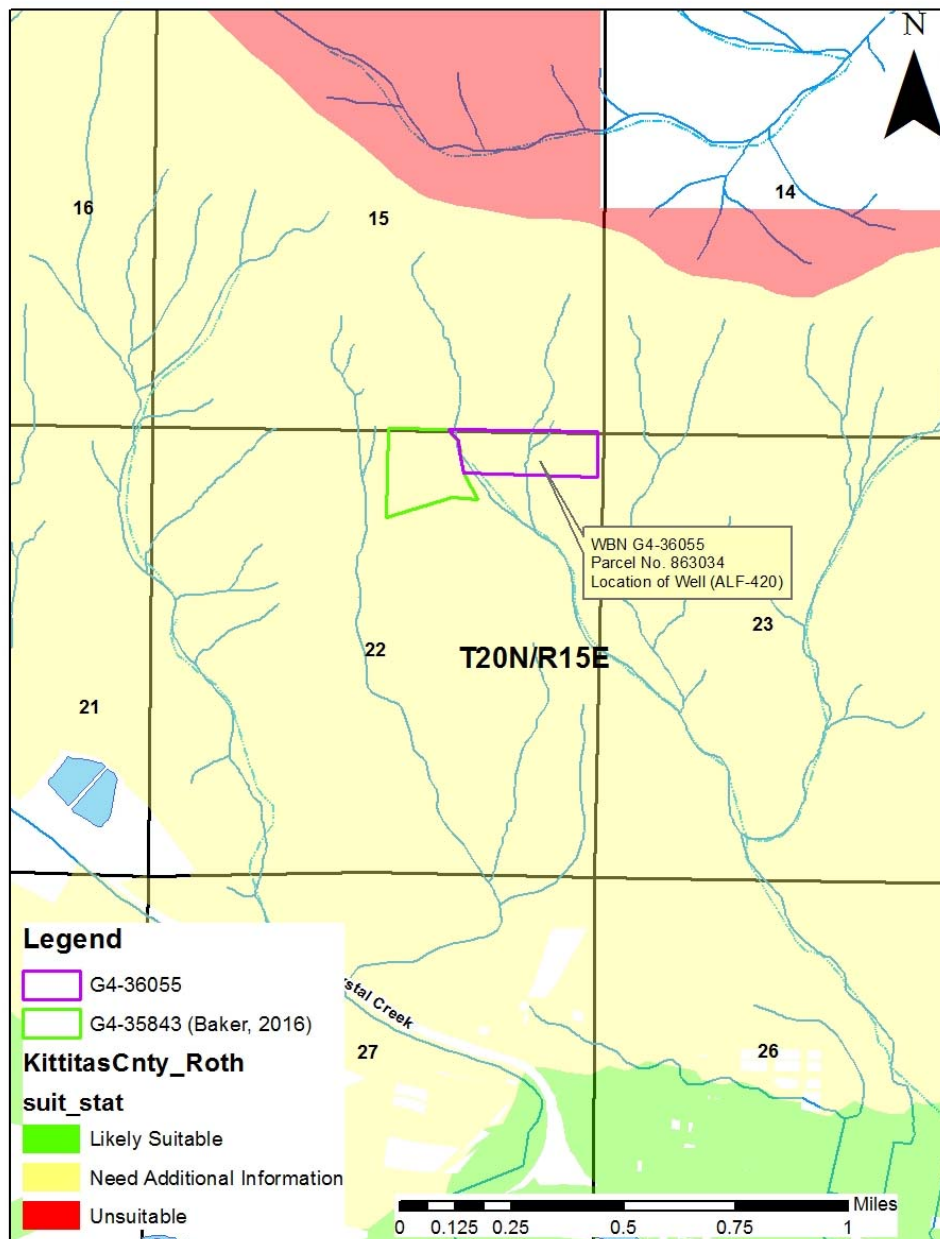 N
14
16
15
WBN G4-36055
Parcel No. 863034
Location of Well (ALF-420)
23
22
T20N/R15E
21
Legend
G4-36055
G4-35843 (Baker, 2016)
KittitasCnty_Roth
suit_stat
Likely Suitable
Need Additional Information
Unsuitable
stal Creek
27
26
Miles
0 0.125 0.25 0.5 0.75 1